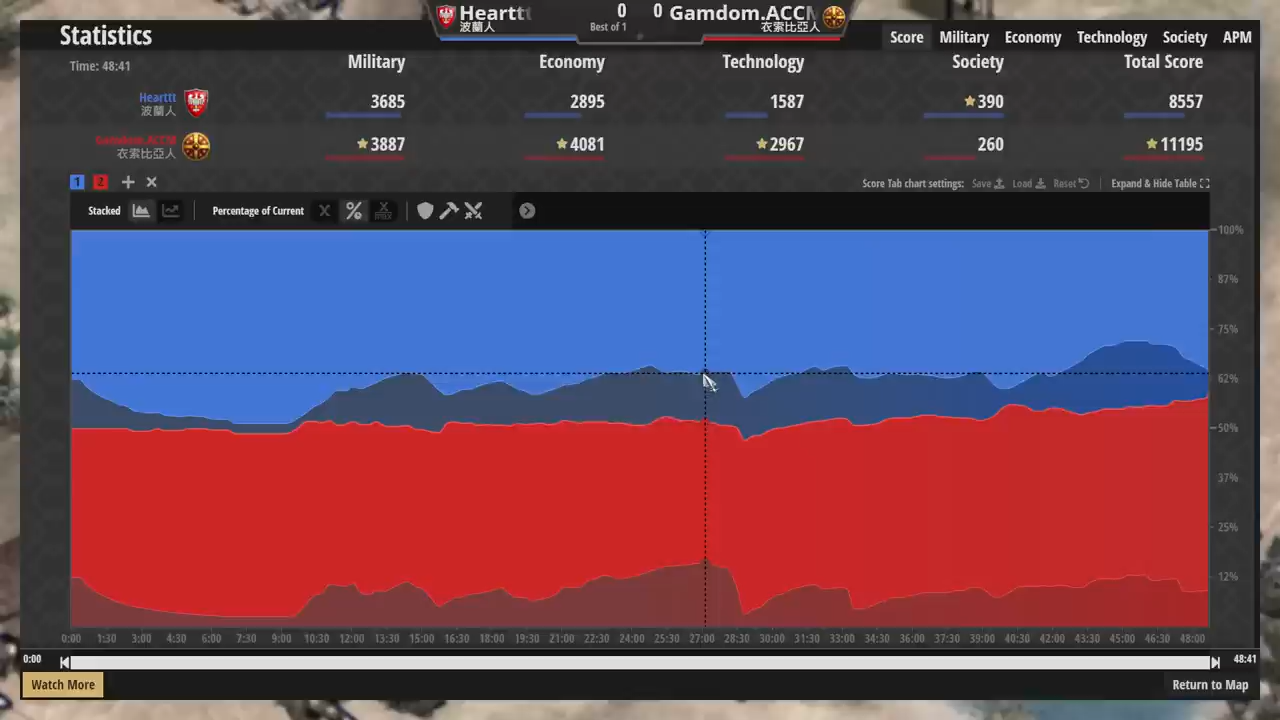 Statistics
Hearttt 0 0 Gamdom.ACCM
波蘭人 Best of 1 衣索比亞人
Score Military Economy Technology Society APM
Time: 48:41 Military Economy Technology Society Total Score
Hearttt 3685 2895 1587 390 8557
波蘭人
Gamdom.ACCM 3887 4081 2967 260 11195
衣索比亞人
1 2 + ×
Score Tab chart settings: Save Load Reset Expand & Hide Table
Stacked Percentage of Current X % X MAX
100%
87%
75%
62%
50%
37%
25%
12%
0:00 1:30 3:00 4:30 6:00 7:30 9:00 10:30 12:00 13:30 15:00 16:30 18:00 19:30 21:00 22:30 24:00 25:30 27:00 28:30 30:00 31:30 33:00 34:30 36:00 37:30 39:00 40:30 42:00 43:30 45:00 46:30 48:00
0:00 48:41
Watch More Return to Map